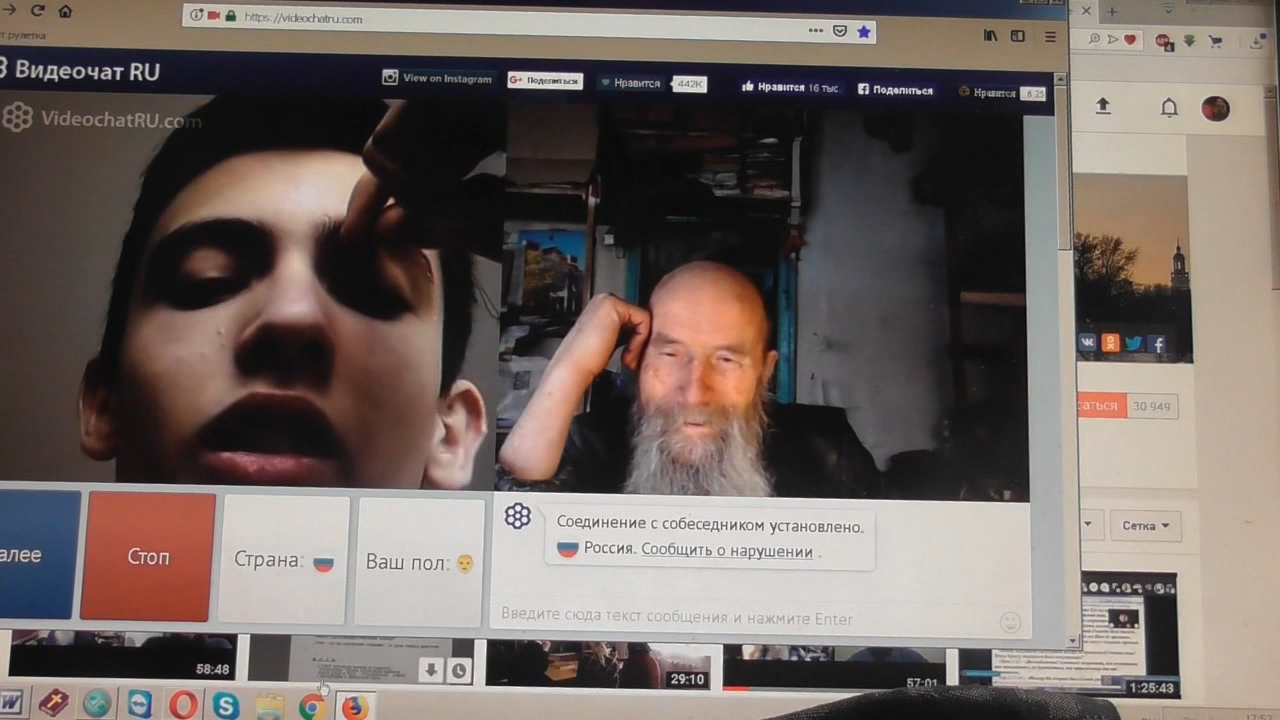 https://videochatru.com
т рулетка
Видеочат RU
View on Instagram
G+ Поделиться
Нравится 442K
Нравится 16 тыс.
Поделиться
Нравится
VideochatRU.com
саться 30 949
Соединение с собеседником установлено.
Россия. Сообщить о нарушении .
алее
Стоп
Страна:
Ваш пол:
Сетка
Введите сюда текст сообщения и нажмите Enter
58:48
29:10
57:01
1:25:43